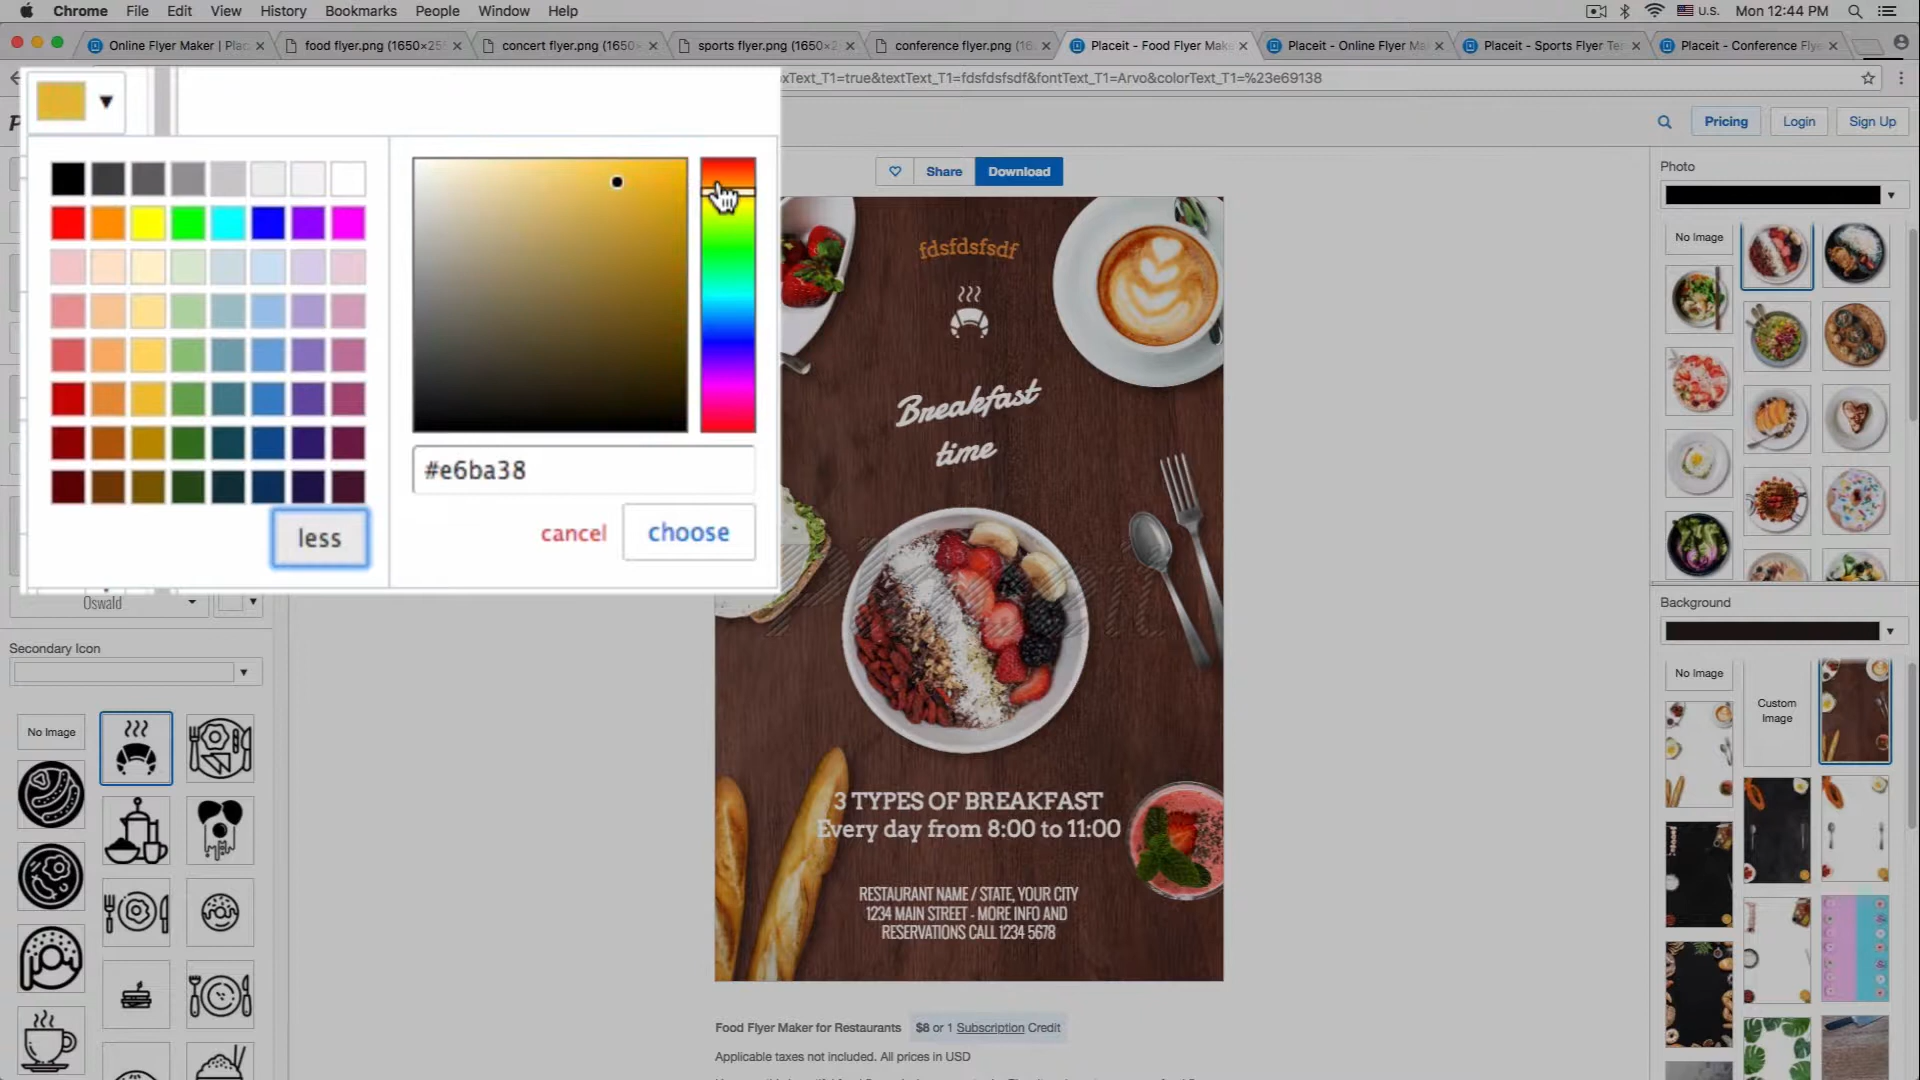 Chrome File Edit View History Bookmarks People Window Help
U.S. Mon 12:44 PM
Online Flyer Maker | Plac
food flyer.png (1650×255
concert flyer.png (1650×
sports flyer.png (1650×2
conference flyer.png (16
Placeit - Food Flyer Make
Placeit - Online Flyer Ma
Placeit - Sports Flyer Te
Placeit - Conference Flye
xText_T1=true&textText_T1=fdsfdsfsdf&fontText_T1=Arvo&colorText_T1=%23e69138
Pricing
Login
Sign Up
#e6ba38
less
cancel
choose
Oswald
Secondary Icon
No Image
Share
Download
fdsfdsfsdf
Breakfast
time
3 TYPES OF BREAKFAST
Every day from 8:00 to 11:00
RESTAURANT NAME / STATE, YOUR CITY
1234 MAIN STREET - MORE INFO AND
RESERVATIONS CALL 1234 5678
Food Flyer Maker for Restaurants $8 or 1 Subscription Credit
Applicable taxes not included. All prices in USD
Photo
No Image
Background
No Image
Custom
Image